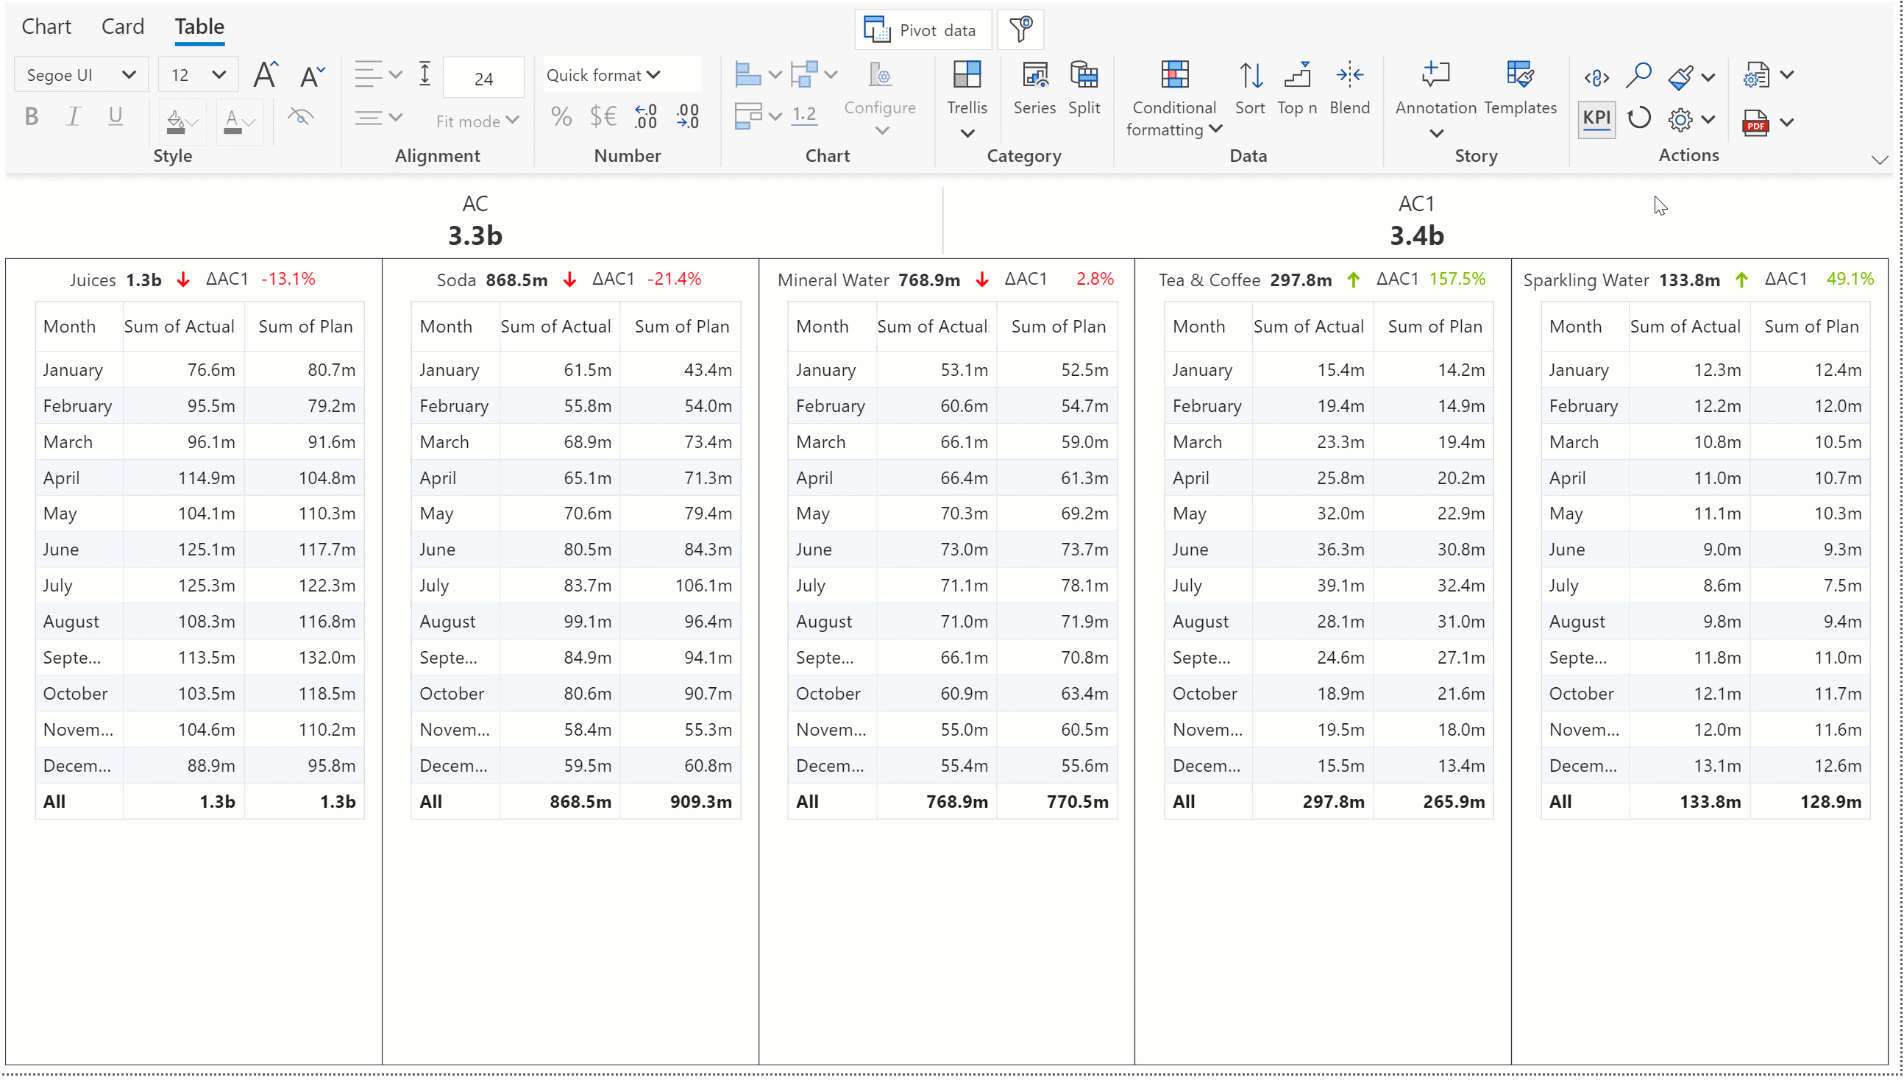 Chart Card Table
Pivot data
Segoe UI 12 A A 24 Quick format
B I U A Fit mode % $€ .0 .00 .00 .0 1.2 Configure
Trellis Series Split Conditional formatting Sort Top n Blend Annotation Templates KPI PDF
Style Alignment Number Chart Category Data Story Actions
AC AC1
3.3b 3.4b
Juices 1.3b ΔAC1 -13.1%
Month Sum of Actual Sum of Plan
January 76.6m 80.7m
February 95.5m 79.2m
March 96.1m 91.6m
April 114.9m 104.8m
May 104.1m 110.3m
June 125.1m 117.7m
July 125.3m 122.3m
August 108.3m 116.8m
Septe... 113.5m 132.0m
October 103.5m 118.5m
Novem... 104.6m 110.2m
Decem... 88.9m 95.8m
All 1.3b 1.3b
Soda 868.5m ΔAC1 -21.4%
Month Sum of Actual Sum of Plan
January 61.5m 43.4m
February 55.8m 54.0m
March 68.9m 73.4m
April 65.1m 71.3m
May 70.6m 79.4m
June 80.5m 84.3m
July 83.7m 106.1m
August 99.1m 96.4m
Septe... 84.9m 94.1m
October 80.6m 90.7m
Novem... 58.4m 55.3m
Decem... 59.5m 60.8m
All 868.5m 909.3m
Mineral Water 768.9m ΔAC1 2.8%
Month Sum of Actual Sum of Plan
January 53.1m 52.5m
February 60.6m 54.7m
March 66.1m 59.0m
April 66.4m 61.3m
May 70.3m 69.2m
June 73.0m 73.7m
July 71.1m 78.1m
August 71.0m 71.9m
Septe... 66.1m 70.8m
October 60.9m 63.4m
Novem... 55.0m 60.5m
Decem... 55.4m 55.6m
All 768.9m 770.5m
Tea & Coffee 297.8m ΔAC1 157.5%
Month Sum of Actual Sum of Plan
January 15.4m 14.2m
February 19.4m 14.9m
March 23.3m 19.4m
April 25.8m 20.2m
May 32.0m 22.9m
June 36.3m 30.8m
July 39.1m 32.4m
August 28.1m 31.0m
Septe... 24.6m 27.1m
October 18.9m 21.6m
Novem... 19.5m 18.0m
Decem... 15.5m 13.4m
All 297.8m 265.9m
Sparkling Water 133.8m ΔAC1 49.1%
Month Sum of Actual Sum of Plan
January 12.3m 12.4m
February 12.2m 12.0m
March 10.8m 10.5m
April 11.0m 10.7m
May 11.1m 10.3m
June 9.0m 9.3m
July 8.6m 7.5m
August 9.8m 9.4m
Septe... 11.8m 11.0m
October 12.1m 11.7m
Novem... 12.0m 11.6m
Decem... 13.1m 12.6m
All 133.8m 128.9m